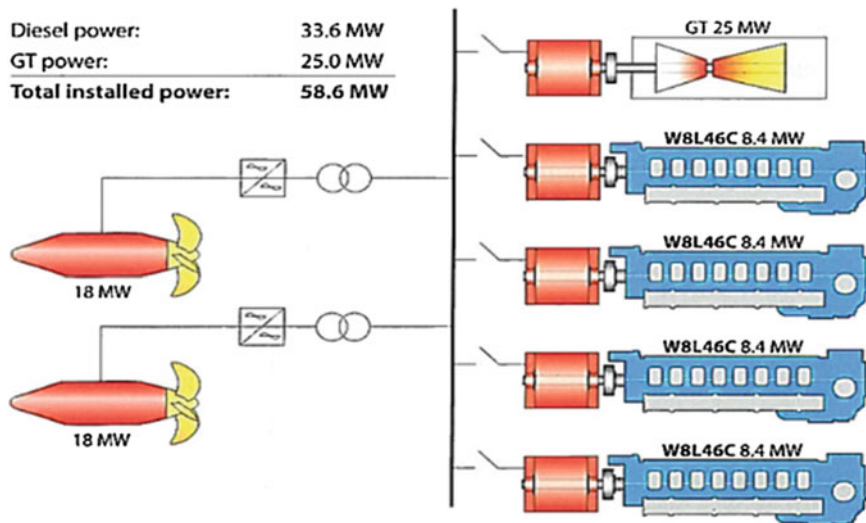 Diesel power: 33.6 MW
GT power: 25.0 MW
Total installed power: 58.6 MW
GT 25 MW
W8L46C 8.4 MW
W8L46C 8.4 MW
18 MW
W8L46C 8.4 MW
18 MW
W8L46C 8.4 MW